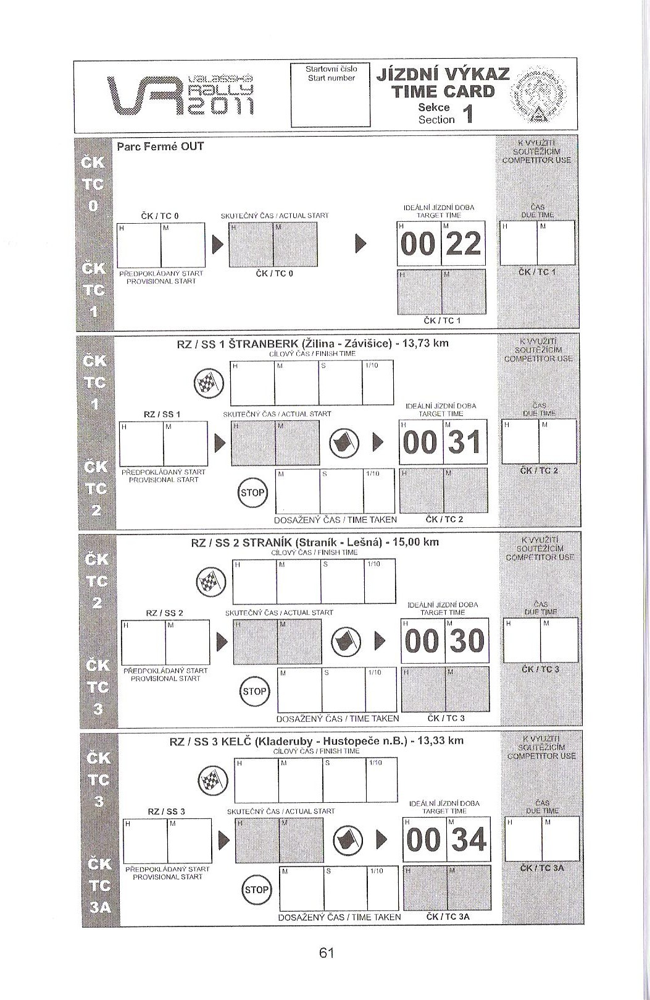 VALAŠSKÁ
RALLY
2011
Startovní číslo
Start number
JÍZDNÍ VÝKAZ
TIME CARD
Sekce
Section 1
ČK
TC
0
ČK
TC
1
Parc Fermé OUT
K VYUŽITÍ
SOUTĚŽÍCÍM
COMPETITOR USE
ČK / TC 0
SKUTEČNÝ ČAS / ACTUAL START
IDEÁLNÍ JÍZDNÍ DOBA
TARGET TIME
ČAS
DUE TIME
H M
H M
H M
00 22
H M
PŘEDPOKLÁDANÝ START
PROVISIONAL START
ČK / TC 0
H M
ČK / TC 1
ČK / TC 1
ČK
TC
1
ČK
TC
2
RZ / SS 1 ŠTRANBERK (Žilina - Závišice) - 13,73 km
CÍLOVÝ ČAS / FINISH TIME
H M S 1/10
K VYUŽITÍ
SOUTĚŽÍCÍM
COMPETITOR USE
RZ / SS 1
SKUTEČNÝ ČAS / ACTUAL START
IDEÁLNÍ JÍZDNÍ DOBA
TARGET TIME
ČAS
DUE TIME
H M
H M
H M
00 31
H M
PŘEDPOKLÁDANÝ START
PROVISIONAL START
STOP
M S 1/10
H M
ČK / TC 2
DOSAŽENÝ ČAS / TIME TAKEN
ČK / TC 2
ČK
TC
2
ČK
TC
3
RZ / SS 2 STRANÍK (Straník - Lešná) - 15,00 km
CÍLOVÝ ČAS / FINISH TIME
H M S 1/10
K VYUŽITÍ
SOUTĚŽÍCÍM
COMPETITOR USE
RZ / SS 2
SKUTEČNÝ ČAS / ACTUAL START
IDEÁLNÍ JÍZDNÍ DOBA
TARGET TIME
ČAS
DUE TIME
H M
H M
H M
00 30
H M
PŘEDPOKLÁDANÝ START
PROVISIONAL START
STOP
M S 1/10
H M
ČK / TC 3
DOSAŽENÝ ČAS / TIME TAKEN
ČK / TC 3
ČK
TC
3
ČK
TC
3A
RZ / SS 3 KELČ (Kladeruby - Hustopeče n.B.) - 13,33 km
CÍLOVÝ ČAS / FINISH TIME
H M S 1/10
K VYUŽITÍ
SOUTĚŽÍCÍM
COMPETITOR USE
RZ / SS 3
SKUTEČNÝ ČAS / ACTUAL START
IDEÁLNÍ JÍZDNÍ DOBA
TARGET TIME
ČAS
DUE TIME
H M
H M
H M
00 34
H M
PŘEDPOKLÁDANÝ START
PROVISIONAL START
STOP
M S 1/10
H M
ČK / TC 3A
DOSAŽENÝ ČAS / TIME TAKEN
ČK / TC 3A
61